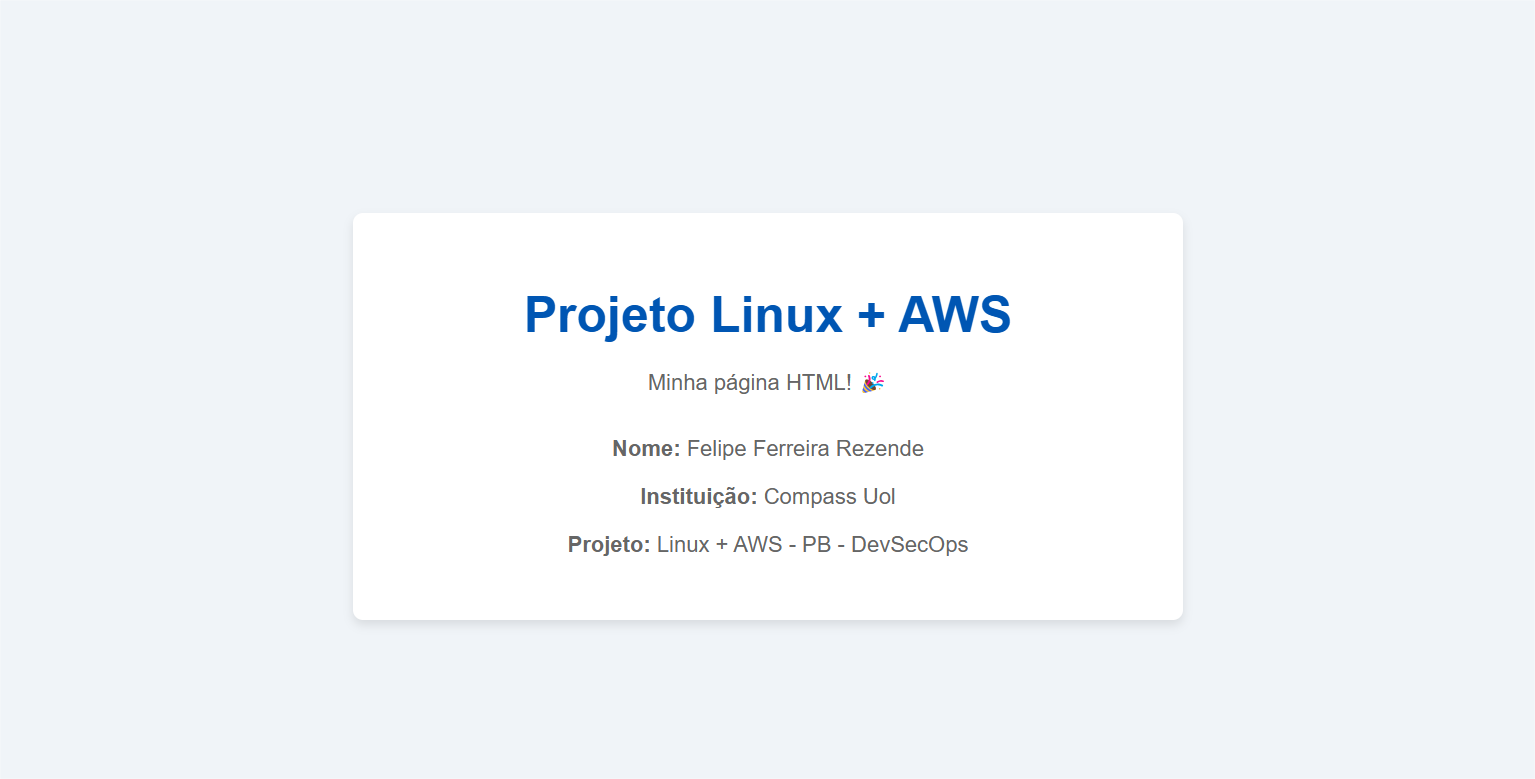 Projeto Linux + AWS
Minha página HTML! 🎉
Nome: Felipe Ferreira Rezende
Instituição: Compass Uol
Projeto: Linux + AWS - PB - DevSecOps